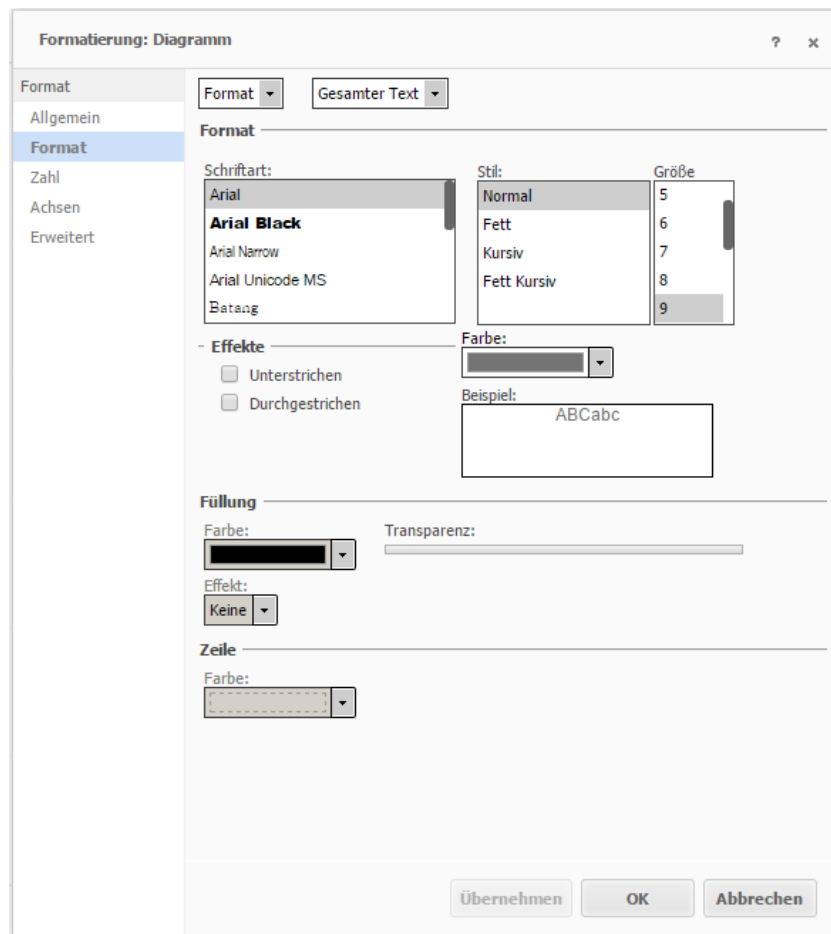 Formatierung: Diagramm ? ×
Format
Allgemein
Format
Zahl
Achsen
Erweitert
Format Gesamter Text
Format
Schriftart: Stil: Größe
Arial Normal 5
Arial Black Fett 6
Arial Narrow Kursiv 7
Arial Unicode MS Fett Kursiv 8
Batang 9
Effekte Farbe:
Unterstrichen
Durchgestrichen Beispiel:
ABCabc
Füllung
Farbe: Transparenz:
Effekt:
Keine
Zeile
Farbe:
Übernehmen OK Abbrechen